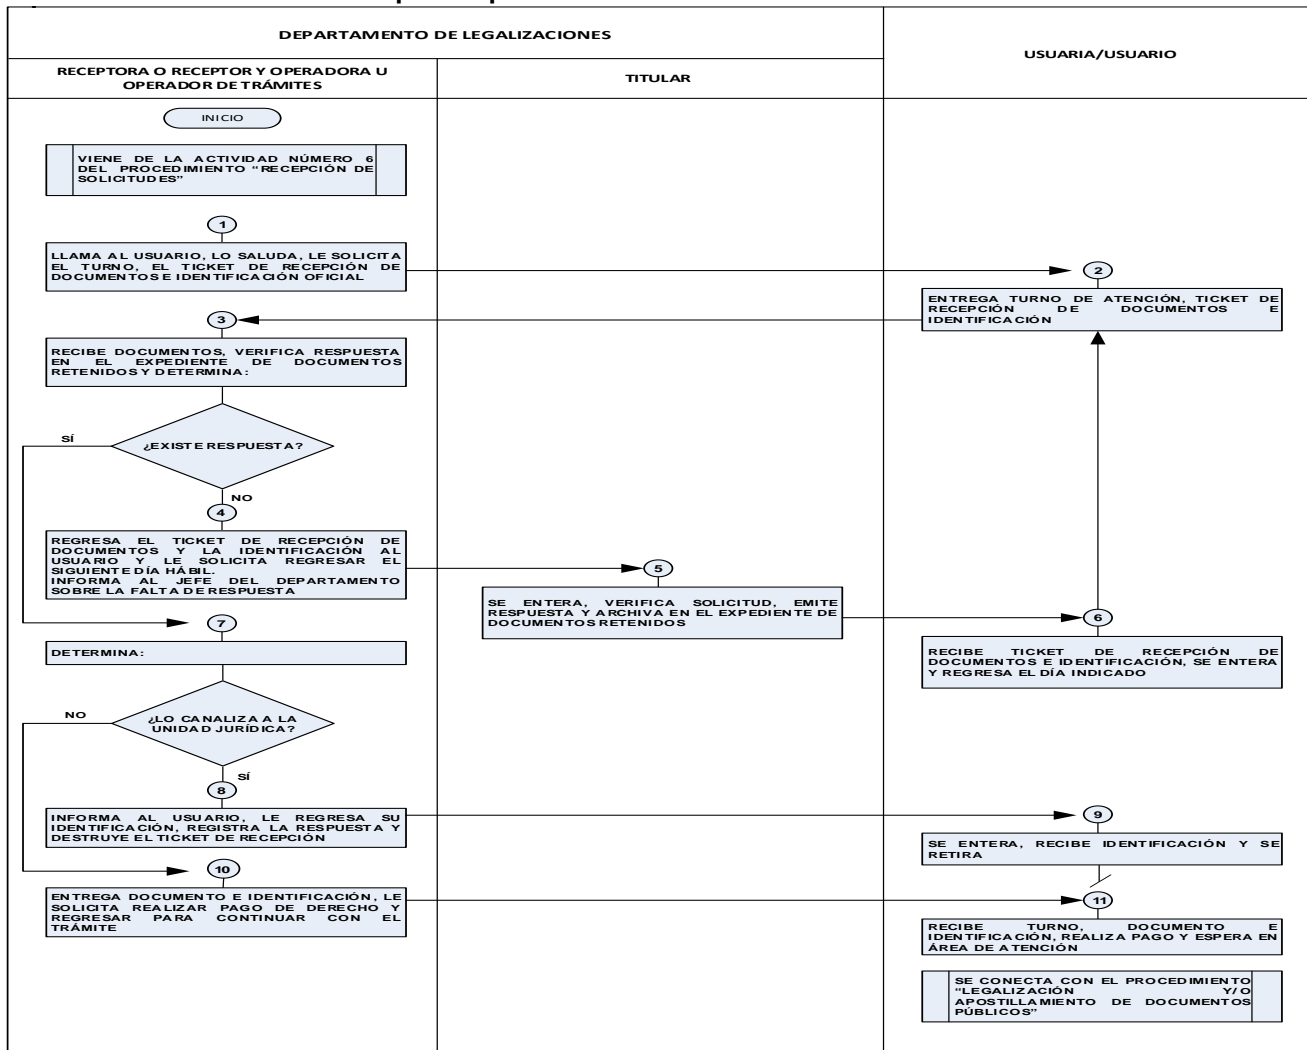 DEPARTAMENTO DE LEGALIZACIONES
USUARIA/USUARIO
RECEPTORA O RECEPTOR Y OPERADORA U
OPERADOR DE TRÁMITES
TITULAR
INICIO
VIENE DE LA ACTIVIDAD NÚMERO 6
DEL PROCEDIMIENTO “RECEPCIÓN DE
SOLICITUDES”
1
LLAMA AL USUARIO, LO SALUDA, LE SOLICITA
EL TURNO, EL TICKET DE RECEPCIÓN DE
DOCUMENTOS E IDENTIFICACIÓN OFICIAL
2
ENTREGA TURNO DE ATENCIÓN, TICKET DE
RECEPCIÓN DE DOCUMENTOS E
IDENTIFICACIÓN
3
RECIBE DOCUMENTOS, VERIFICA RESPUESTA
EN EL EXPEDIENTE DE DOCUMENTOS
RETENIDOS Y DETERMINA:
SÍ
¿EXISTE RESPUESTA?
NO
4
REGRESA EL TICKET DE RECEPCIÓN DE
DOCUMENTOS Y LA IDENTIFICACIÓN AL
USUARIO Y LE SOLICITA REGRESAR EL
SIGUIENTE DÍA HÁBIL.
INFORMA AL JEFE DEL DEPARTAMENTO
SOBRE LA FALTA DE RESPUESTA
5
SE ENTERA, VERIFICA SOLICITUD, EMITE
RESPUESTA Y ARCHIVA EN EL EXPEDIENTE DE
DOCUMENTOS RETENIDOS
6
RECIBE TICKET DE RECEPCIÓN DE
DOCUMENTOS E IDENTIFICACIÓN, SE ENTERA
Y REGRESA EL DÍA INDICADO
7
DETERMINA:
NO
¿LO CANALIZA A LA
UNIDAD JURÍDICA?
SÍ
8
INFORMA AL USUARIO, LE REGRESA SU
IDENTIFICACIÓN, REGISTRA LA RESPUESTA Y
DESTRUYE EL TICKET DE RECEPCIÓN
9
SE ENTERA, RECIBE IDENTIFICACIÓN Y SE
RETIRA
10
ENTREGA DOCUMENTO E IDENTIFICACIÓN, LE
SOLICITA REALIZAR PAGO DE DERECHO Y
REGRESAR PARA CONTINUAR CON EL
TRÁMITE
11
RECIBE TURNO, DOCUMENTO E
IDENTIFICACIÓN, REALIZA PAGO Y ESPERA EN
ÁREA DE ATENCIÓN
SE CONECTA CON EL PROCEDIMIENTO
“LEGALIZACIÓN Y/O
APOSTILLAMIENTO DE DOCUMENTOS
PÚBLICOS”